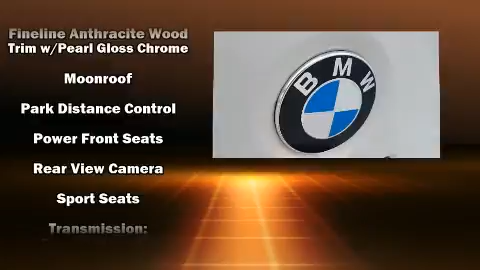 Fineline Anthracite Wood
Trim w/Pearl Gloss Chrome
Moonroof
Park Distance Control
Power Front Seats
Rear View Camera
Sport Seats
Transmission:
BMW